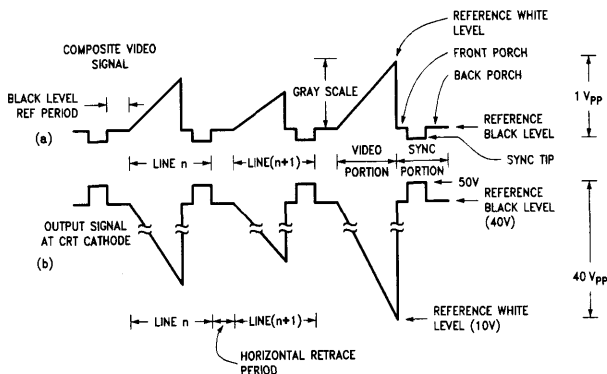 REFERENCE WHITE
LEVEL
COMPOSITE VIDEO
SIGNAL
FRONT PORCH
BACK PORCH
GRAY SCALE
1 Vpp
BLACK LEVEL
REF PERIOD
REFERENCE
BLACK LEVEL
(a)
VIDEO
PORTION
SYNC
PORTION
SYNC TIP
LINE n
LINE(n+1)
50V
REFERENCE
BLACK LEVEL
(40V)
OUTPUT SIGNAL
AT CRT CATHODE
(b)
40 Vpp
REFERENCE WHITE
LEVEL (10V)
LINE n
LINE(n+1)
HORIZONTAL RETRACE
PERIOD